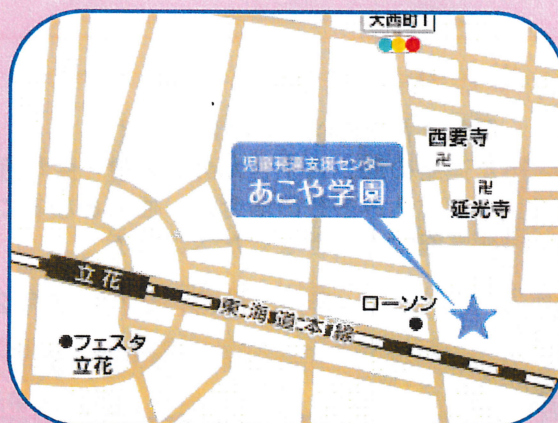 大西町1
西要寺
卍
卍
延光寺
児童発達支援センター
あこや学園
立花
東海道本線
ローソン
●フェスタ
立花